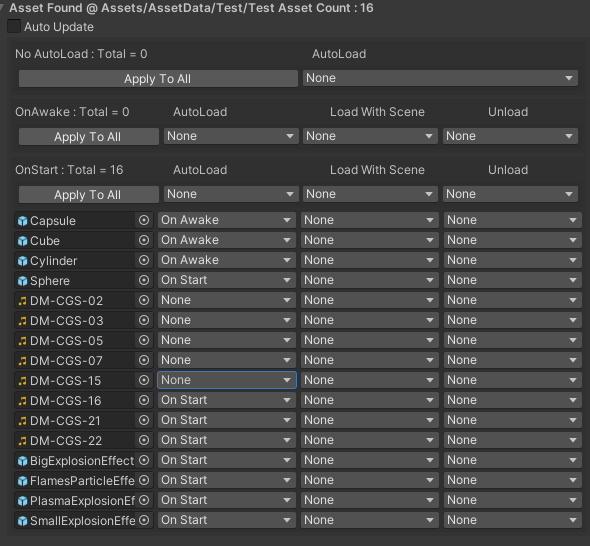 Asset Found @ Assets/AssetData/Test/Test Asset Count : 16
Auto Update
No AutoLoad : Total = 0 AutoLoad
Apply To All None
OnAwake : Total = 0 AutoLoad Load With Scene Unload
Apply To All None None None
OnStart : Total = 16 AutoLoad Load With Scene Unload
Apply To All None None None
Capsule On Awake None None
Cube On Awake None None
Cylinder On Awake None None
Sphere On Start None None
DM-CGS-02 None None None
DM-CGS-03 None None None
DM-CGS-05 None None None
DM-CGS-07 None None None
DM-CGS-15 None None None
DM-CGS-16 On Start None None
DM-CGS-21 On Start None None
DM-CGS-22 On Start None None
BigExplosionEffect On Start None None
FlamesParticleEffe On Start None None
PlasmaExplosionEf On Start None None
SmallExplosionEffe On Start None None